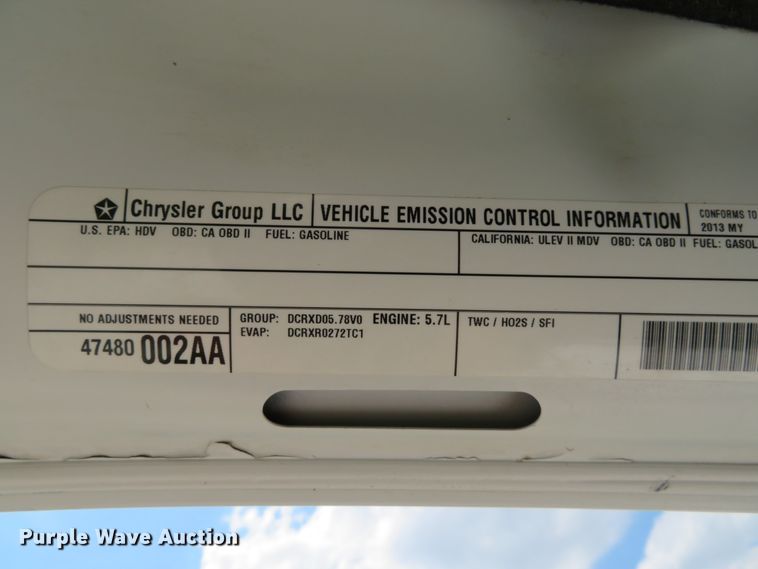 Chrysler Group LLC VEHICLE EMISSION CONTROL INFORMATION CONFORMS TO
2013 MY
U.S. EPA: HDV OBD: CA OBD II FUEL: GASOLINE
CALIFORNIA: ULEV II MDV OBD: CA OBD II FUEL: GASOL
NO ADJUSTMENTS NEEDED
47480 002AA
GROUP: DCRXD05.78V0 ENGINE: 5.7L
EVAP: DCRXR0272TC1
TWC / HO2S / SFI
Purple Wave Auction